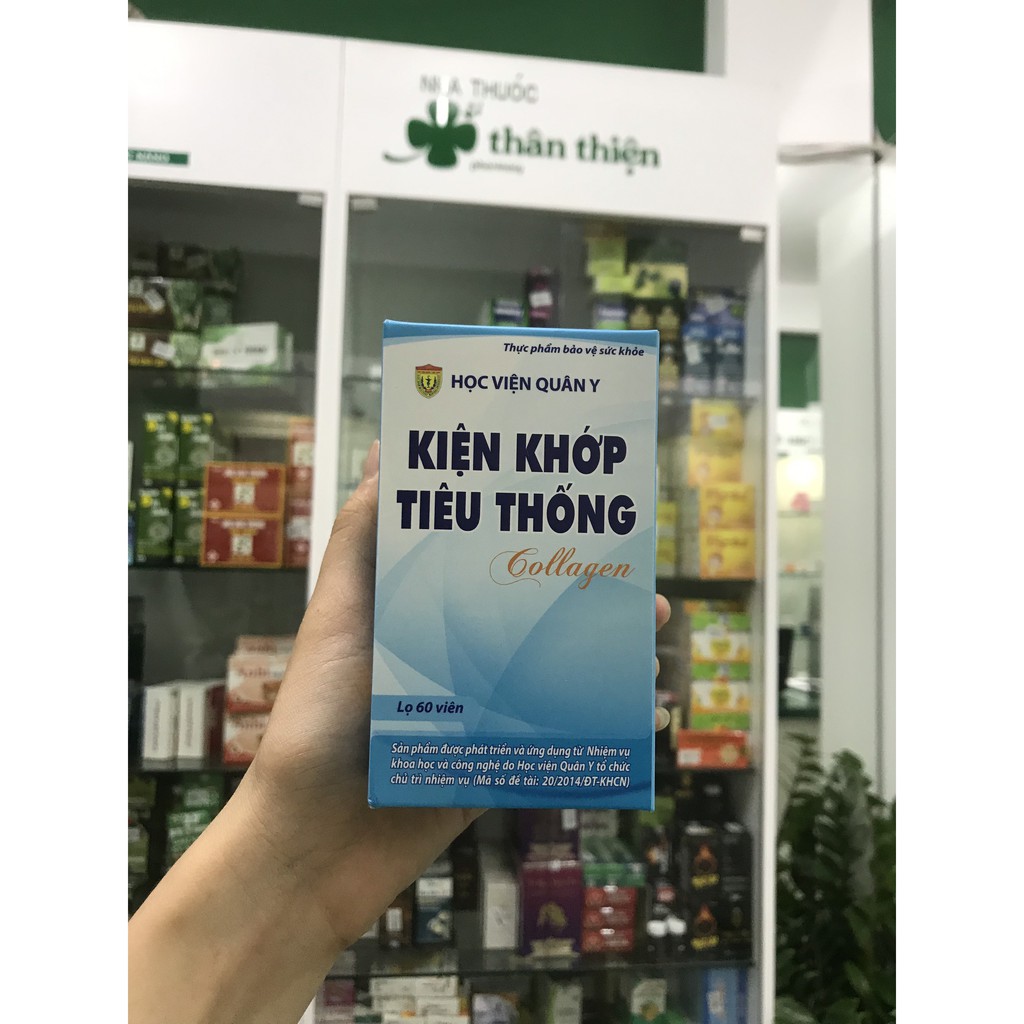 THUỐC
thân thiện
pharmacy
Thực phẩm bảo vệ sức khỏe
HỌC VIỆN QUÂN Y
KIỆN KHỚP
TIÊU THỐNG
Collagen
Lọ 60 viên
Sản phẩm được phát triển và ứng dụng từ Nhiệm vụ
khoa học và công nghệ do Học viện Quân Y tổ chức
chủ trì nhiệm vụ (Mã số đề tài: 20/2014/ĐT-KHCN)